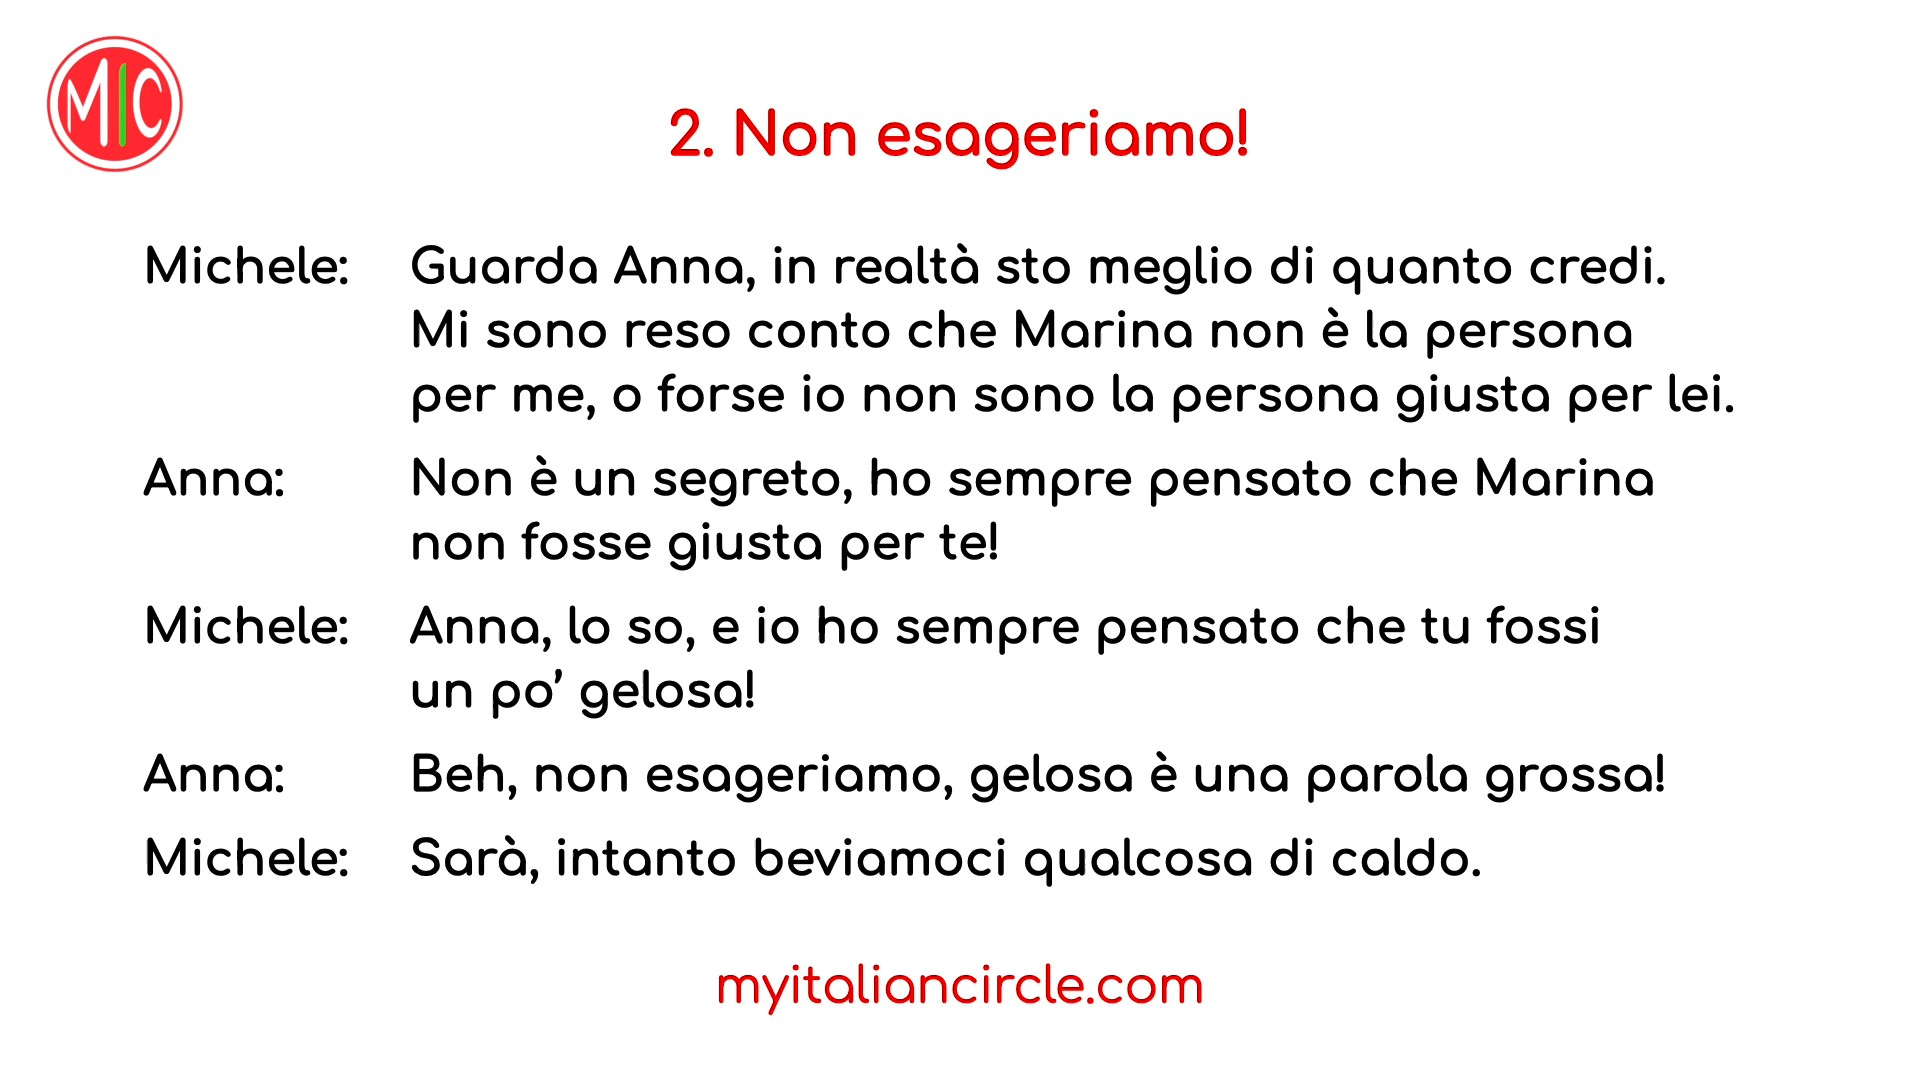 MIC
2. Non esageriamo!
Michele: Guarda Anna, in realtà sto meglio di quanto credi.
Mi sono reso conto che Marina non è la persona
per me, o forse io non sono la persona giusta per lei.
Anna: Non è un segreto, ho sempre pensato che Marina
non fosse giusta per te!
Michele: Anna, lo so, e io ho sempre pensato che tu fossi
un po’ gelosa!
Anna: Beh, non esageriamo, gelosa è una parola grossa!
Michele: Sarà, intanto beviamoci qualcosa di caldo.
myitaliancircle.com